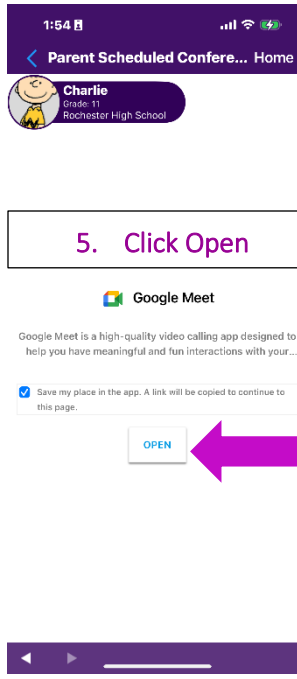 1:54
Parent Scheduled Confere... Home
Charlie
Grade: 11
Rochester High School
5. Click Open
Google Meet
Google Meet is a high-quality video calling app designed to
help you have meaningful and fun interactions with your...
Save my place in the app. A link will be copied to continue to
this page.
OPEN